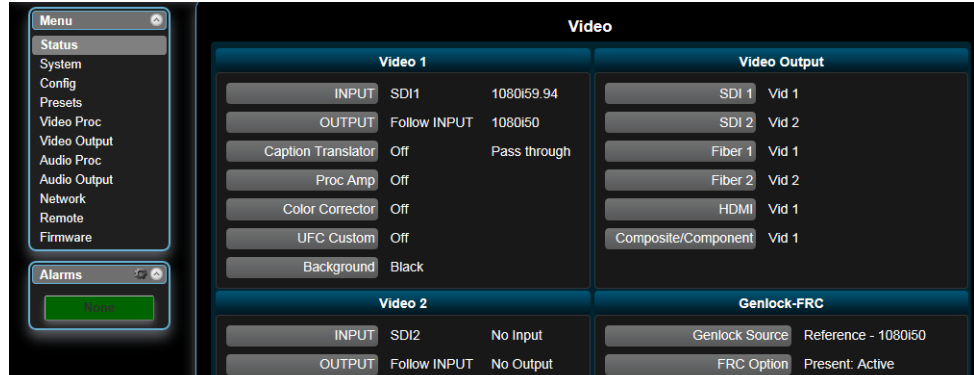 Menu
Status
System
Config
Presets
Video Proc
Video Output
Audio Proc
Audio Output
Network
Remote
Firmware
Alarms
None
Video
Video 1
INPUT SDI1 1080i59.94
OUTPUT Follow INPUT 1080i50
Caption Translator Off Pass through
Proc Amp Off
Color Corrector Off
UFC Custom Off
Background Black
Video Output
SDI 1 Vid 1
SDI 2 Vid 2
Fiber 1 Vid 1
Fiber 2 Vid 2
HDMI Vid 1
Composite/Component Vid 1
Video 2
INPUT SDI2 No Input
OUTPUT Follow INPUT No Output
Genlock-FRC
Genlock Source Reference - 1080i50
FRC Option Present: Active